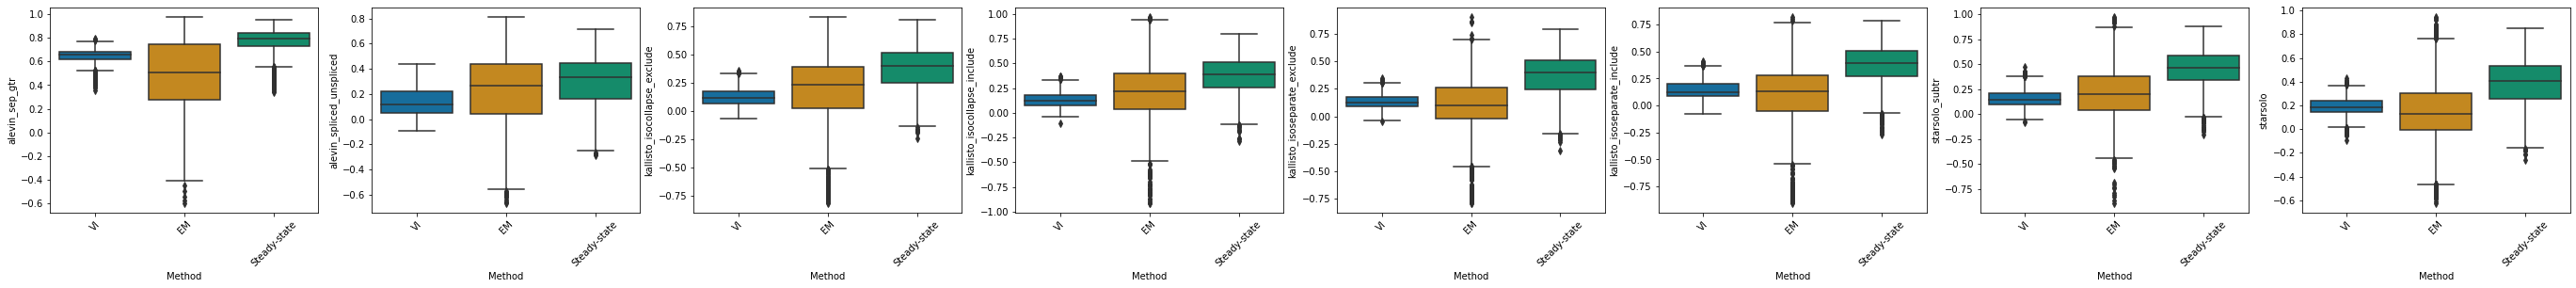 alevin_sep_gtr
1.0
0.8
0.6
0.4
0.2
0.0
−0.2
−0.4
−0.6
VI
EM
Steady-state
Method
alevin_spliced_unspliced
0.8
0.6
0.4
0.2
0.0
−0.2
−0.4
−0.6
VI
EM
Steady-state
Method
kallisto_isocollapse_exclude
0.75
0.50
0.25
0.00
−0.25
−0.50
−0.75
VI
EM
Steady-state
Method
kallisto_isocollapse_include
1.00
0.75
0.50
0.25
0.00
−0.25
−0.50
−0.75
−1.00
VI
EM
Steady-state
Method
kallisto_isoseparate_exclude
0.75
0.50
0.25
0.00
−0.25
−0.50
−0.75
VI
EM
Steady-state
Method
kallisto_isoseparate_include
0.75
0.50
0.25
0.00
−0.25
−0.50
−0.75
VI
EM
Steady-state
Method
starsolo_subtr
1.00
0.75
0.50
0.25
0.00
−0.25
−0.50
−0.75
VI
EM
Steady-state
Method
starsolo
1.0
0.8
0.6
0.4
0.2
0.0
−0.2
−0.4
−0.6
VI
EM
Steady-state
Method